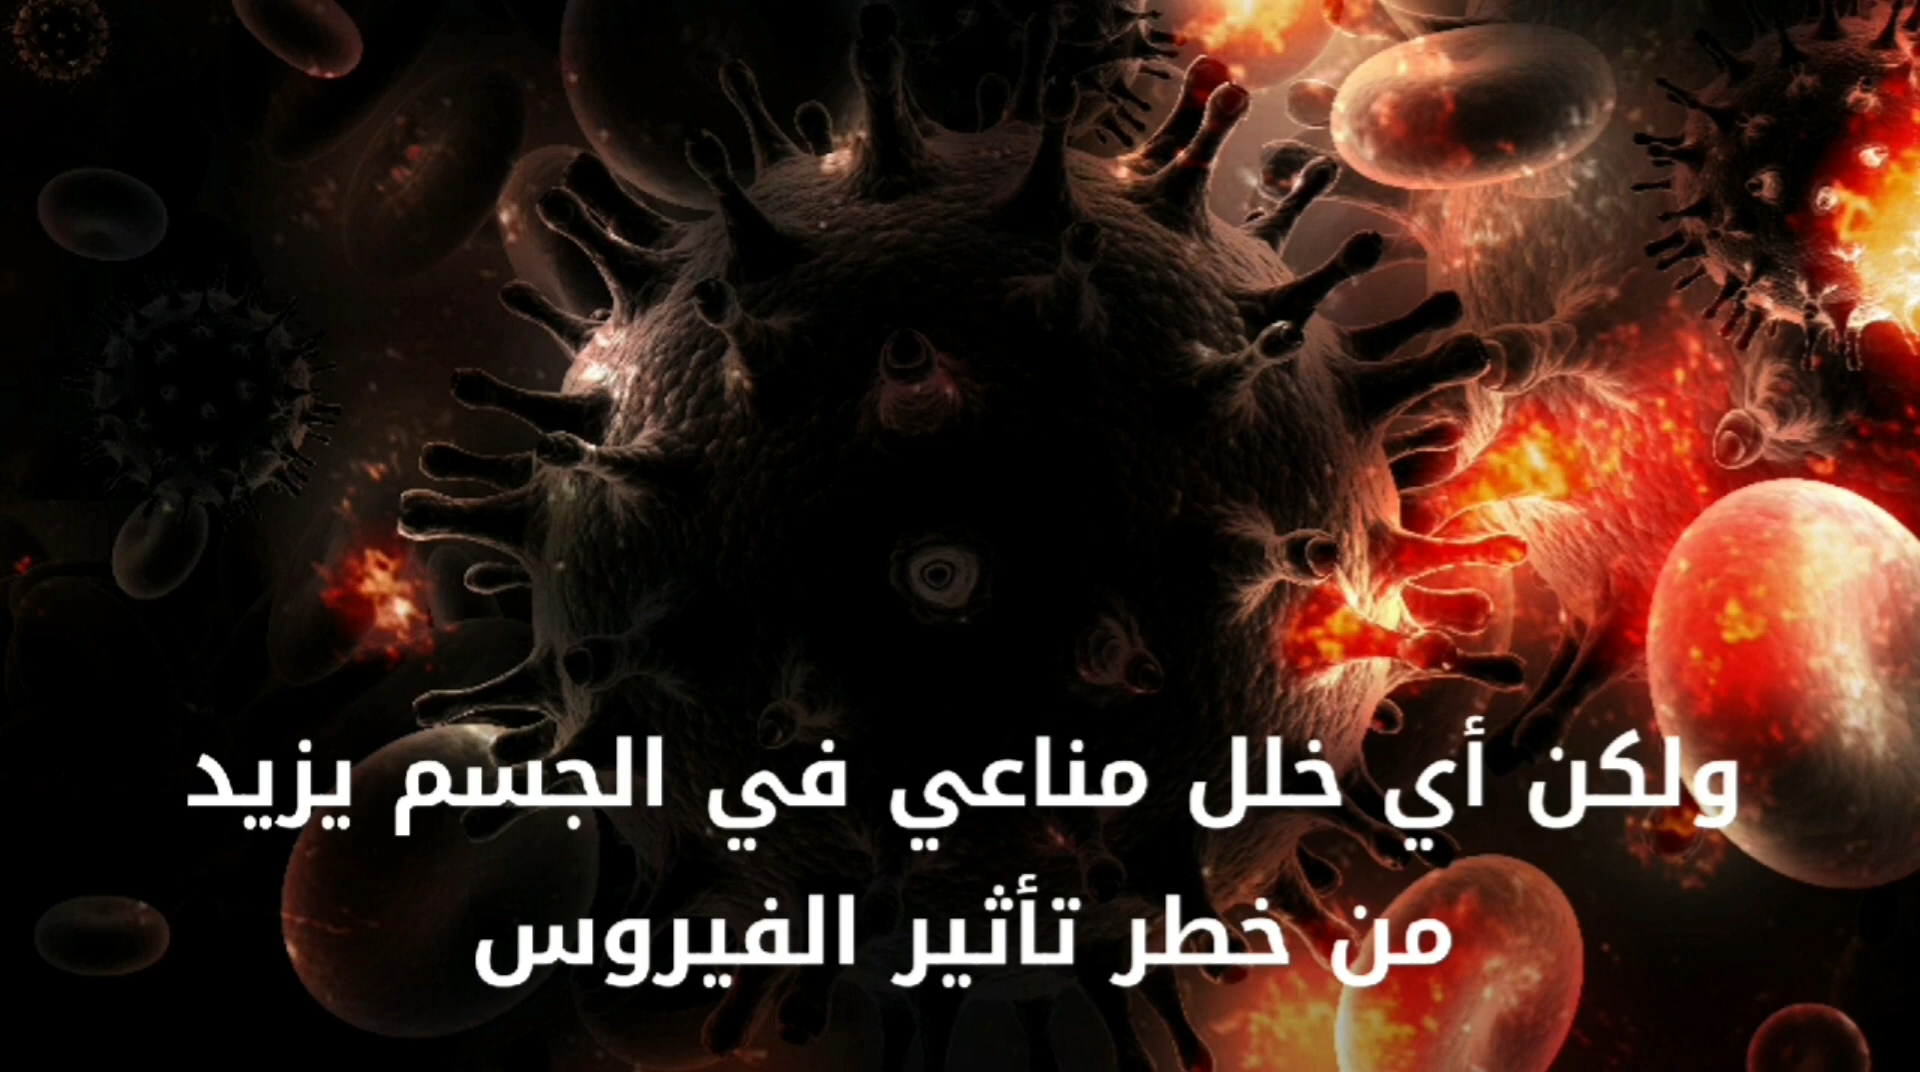 ولكن أي خلل مناعي في الجسم يزيد
من خطر تأثير الفيروس